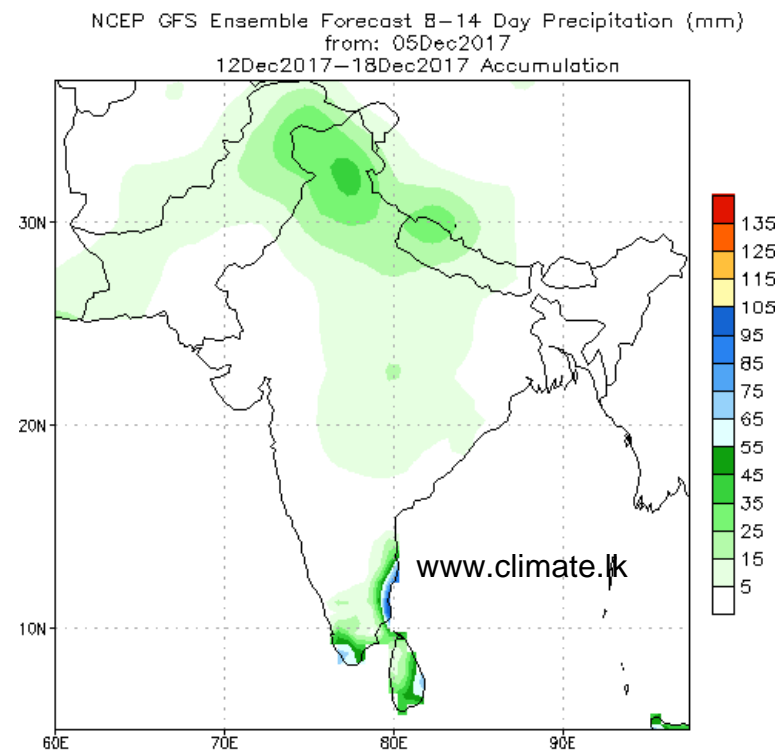 NCEP GFS Ensemble Forecast 8-14 Day Precipitation (mm)
from: 05Dec2017
12Dec2017-18Dec2017 Accumulation
30N
20N
10N
60E
70E
80E
90E
www.climate.lk
135
125
115
105
95
85
75
65
55
45
35
25
15
5